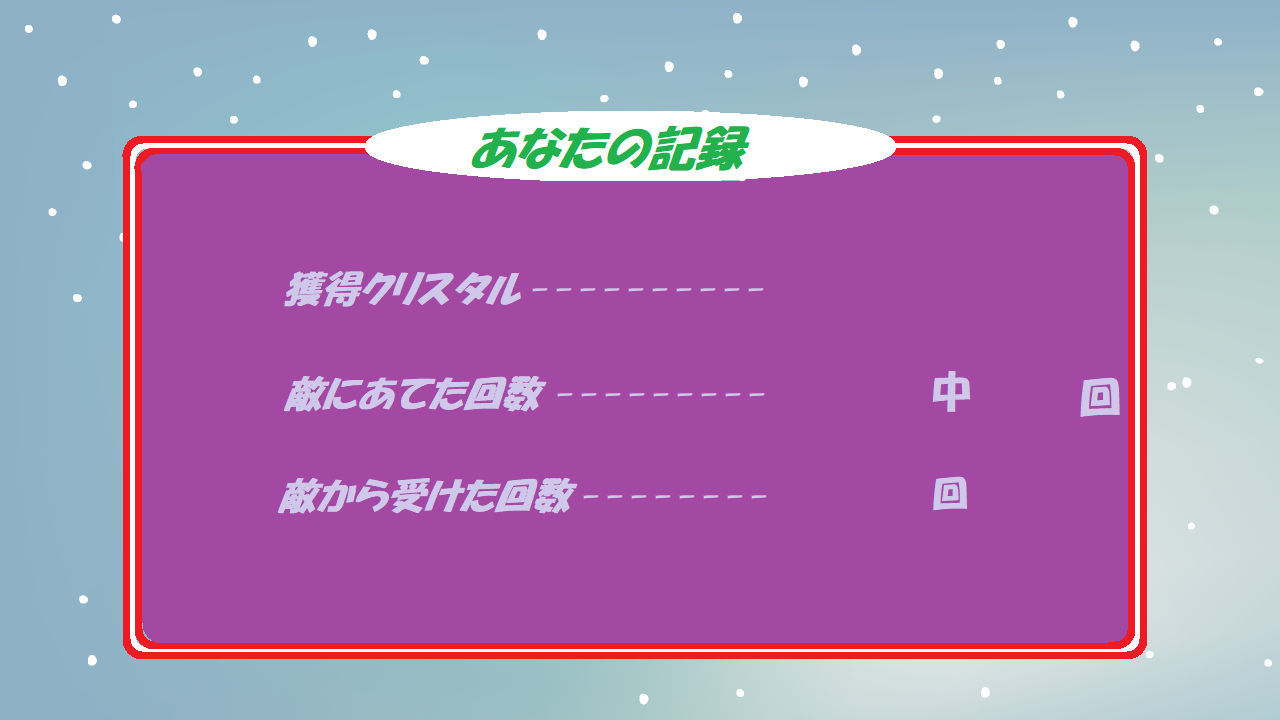 あなたの記録
獲得クリスタル ----------
敵にあてた回数 --------- 中 回
敵から受けた回数 -------- 回